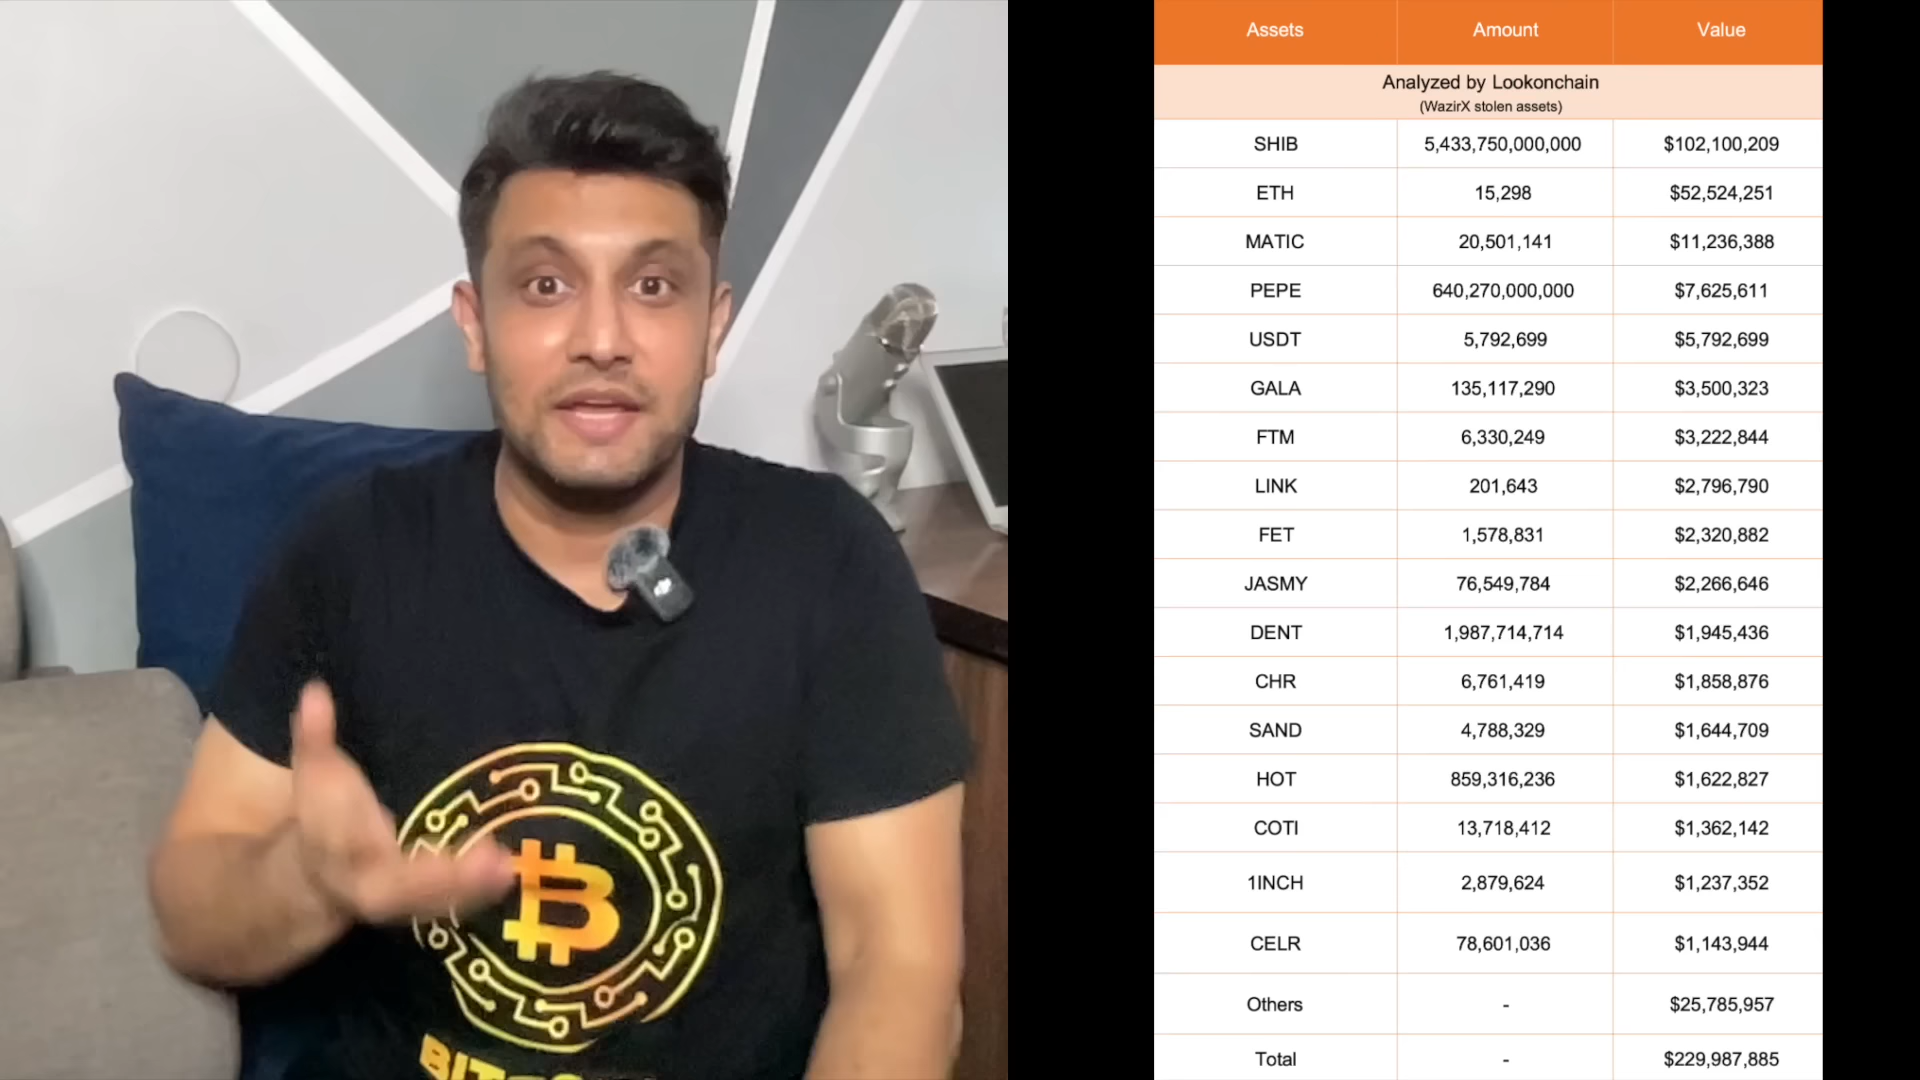 BITCO
Assets Amount Value
Analyzed by Lookonchain
(WazirX stolen assets)
SHIB 5,433,750,000,000 $102,100,209
ETH 15,298 $52,524,251
MATIC 20,501,141 $11,236,388
PEPE 640,270,000,000 $7,625,611
USDT 5,792,699 $5,792,699
GALA 135,117,290 $3,500,323
FTM 6,330,249 $3,222,844
LINK 201,643 $2,796,790
FET 1,578,831 $2,320,882
JASMY 76,549,784 $2,266,646
DENT 1,987,714,714 $1,945,436
CHR 6,761,419 $1,858,876
SAND 4,788,329 $1,644,709
HOT 859,316,236 $1,622,827
COTI 13,718,412 $1,362,142
1INCH 2,879,624 $1,237,352
CELR 78,601,036 $1,143,944
Others - $25,785,957
Total - $229,987,885